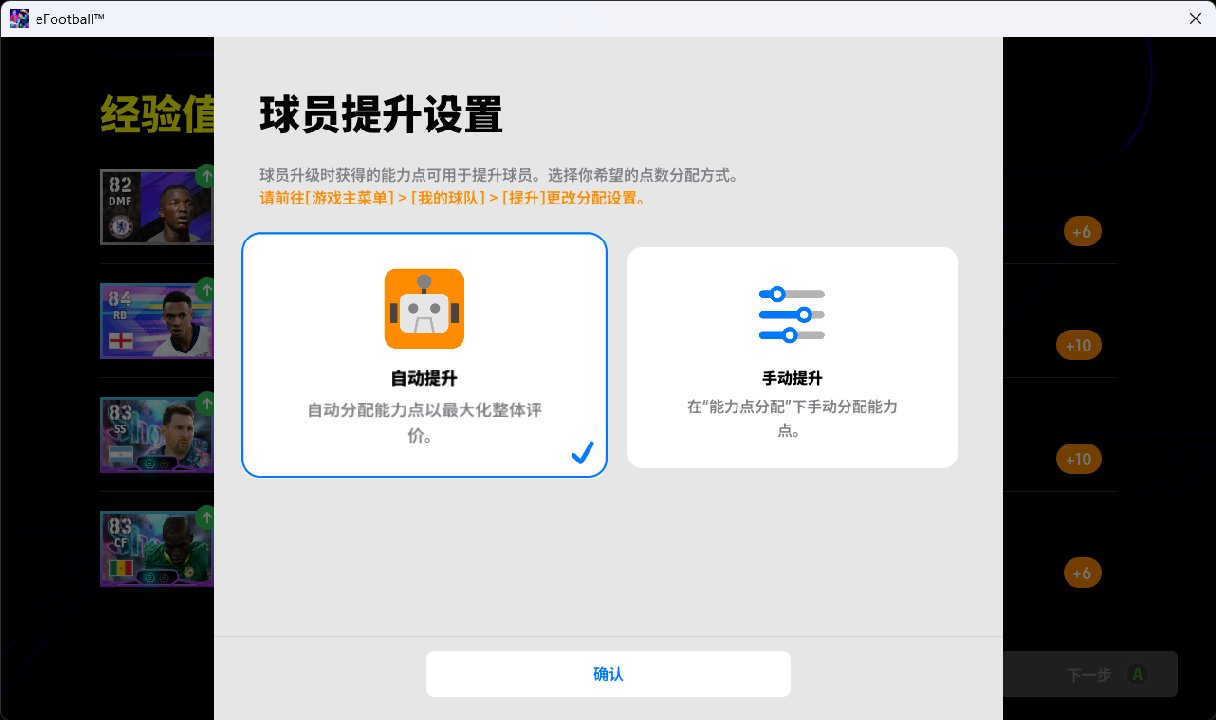 eFootball™
经验值
球员提升设置
球员升级时获得的能力点可用于提升球员。选择你希望的点数分配方式。
请前往[游戏主菜单] > [我的球队] > [提升]更改分配设置。
82
DMF
+6
84
RB
+10
83
SS
+10
83
CF
+6
自动提升
自动分配能力点以最大化整体评
价。
手动提升
在“能力点分配”下手动分配能力
点。
确认
下一步 A